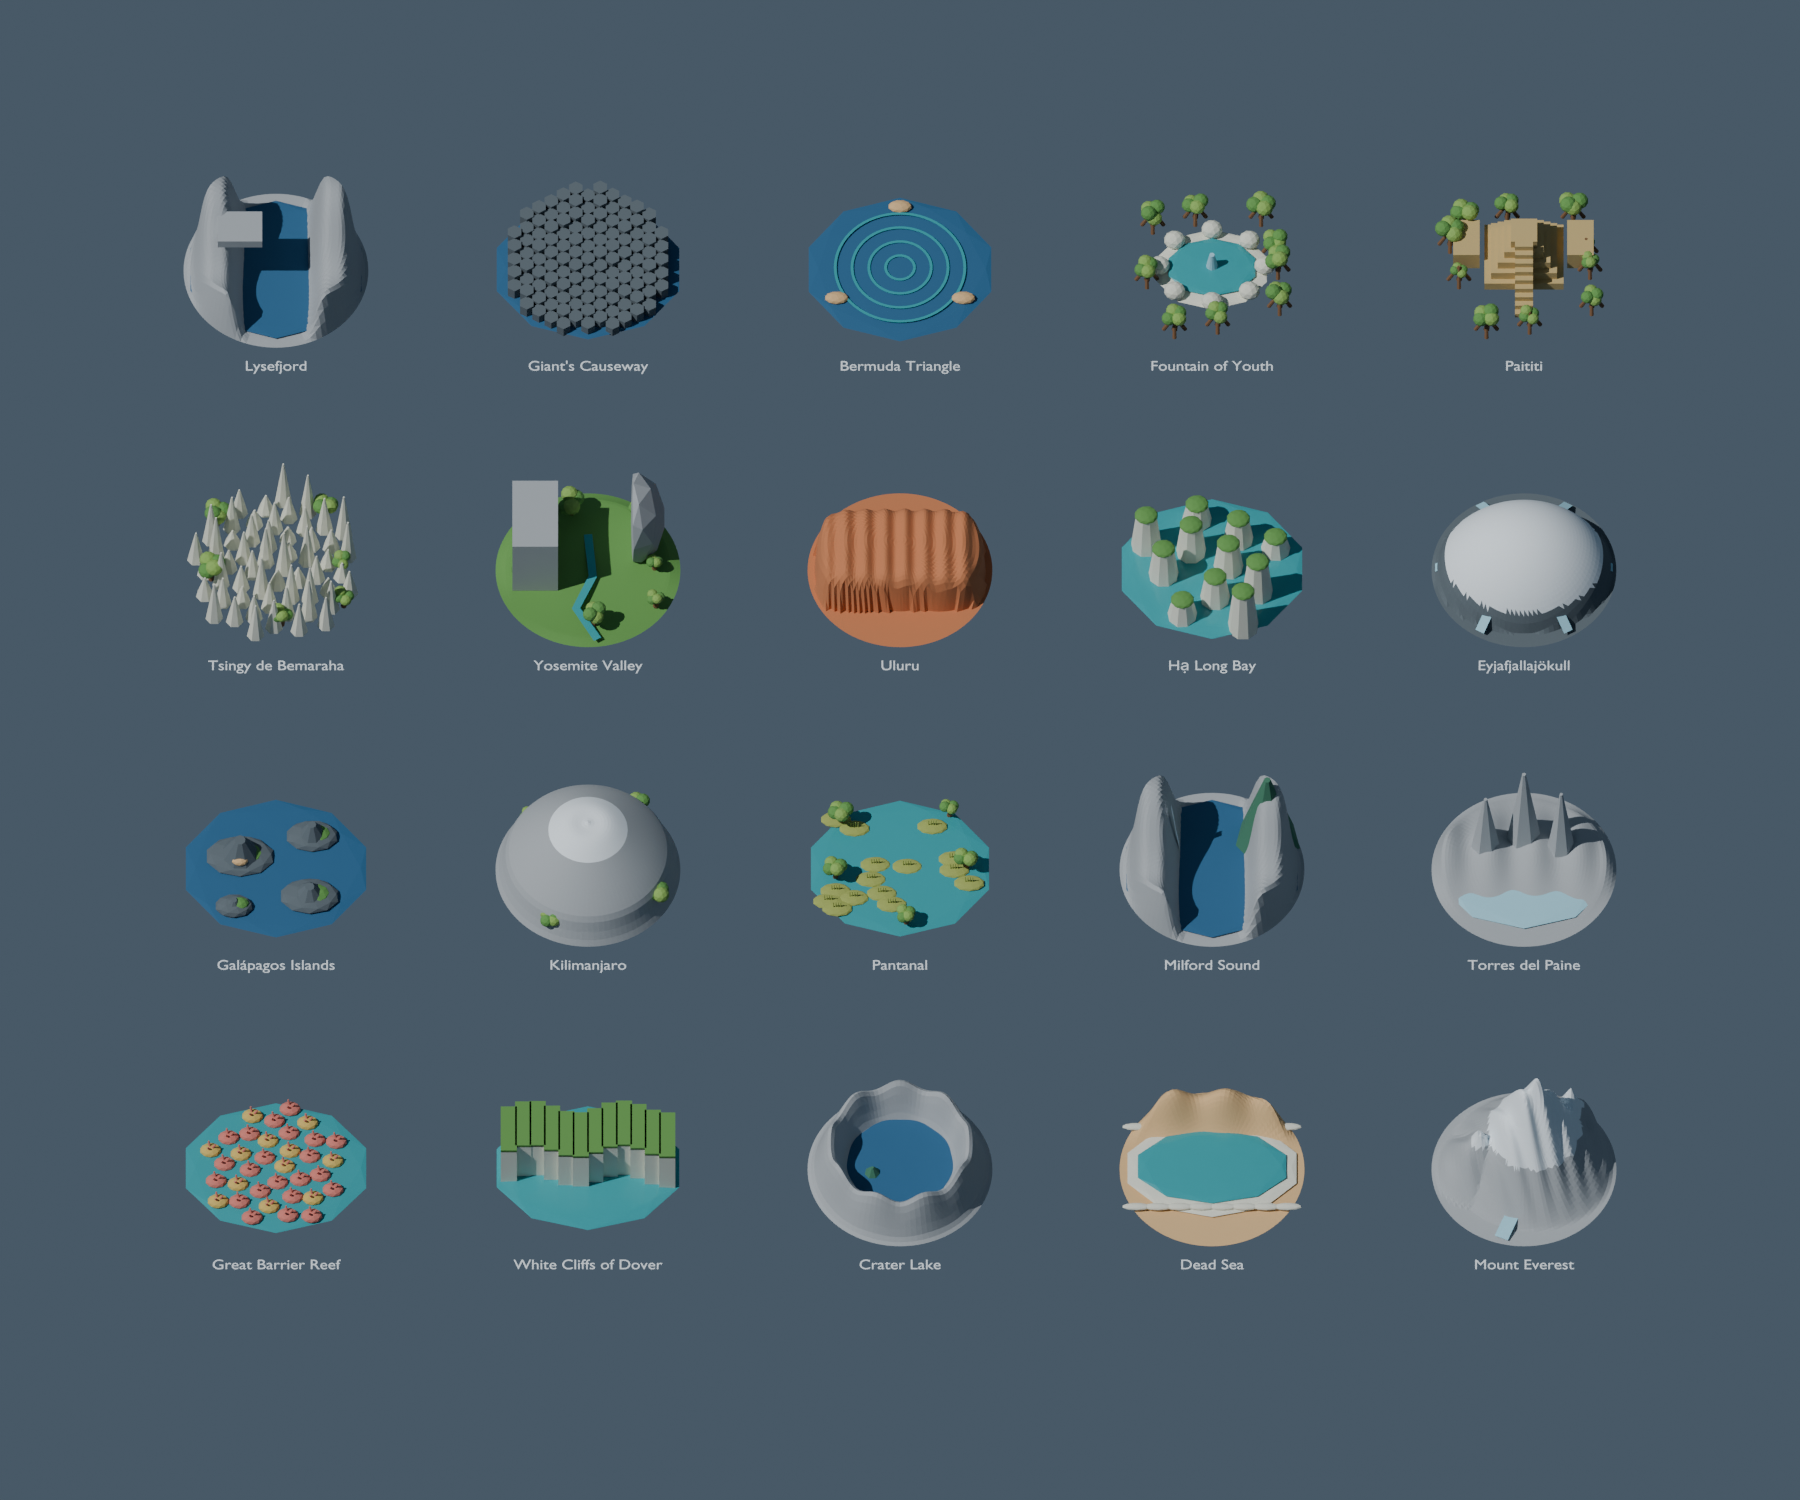 Lysefjord
Giant's Causeway
Bermuda Triangle
Fountain of Youth
Paititi
Tsingy de Bemaraha
Yosemite Valley
Uluru
Hạ Long Bay
Eyjafjallajökull
Galápagos Islands
Kilimanjaro
Pantanal
Milford Sound
Torres del Paine
Great Barrier Reef
White Cliffs of Dover
Crater Lake
Dead Sea
Mount Everest